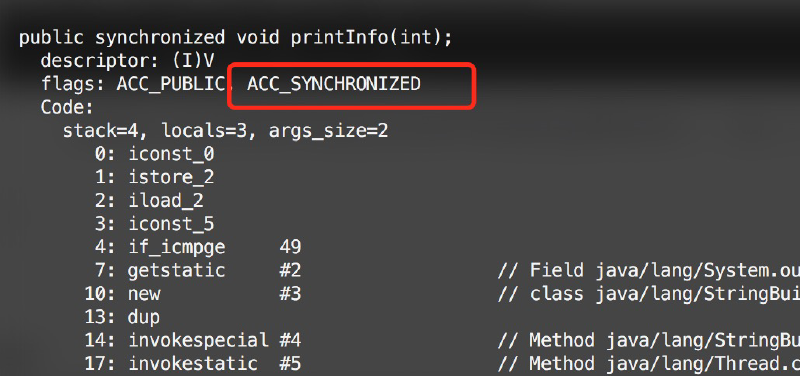 public synchronized void printInfo(int);
descriptor: (I)V
flags: ACC_PUBLIC, ACC_SYNCHRONIZED
Code:
stack=4, locals=3, args_size=2
0: iconst_0
1: istore_2
2: iload_2
3: iconst_5
4: if_icmpge 49
7: getstatic #2 // Field java/lang/System.ou
10: new #3 // class java/lang/StringBui
13: dup
14: invokespecial #4 // Method java/lang/StringBu
17: invokestatic #5 // Method java/lang/Thread.c